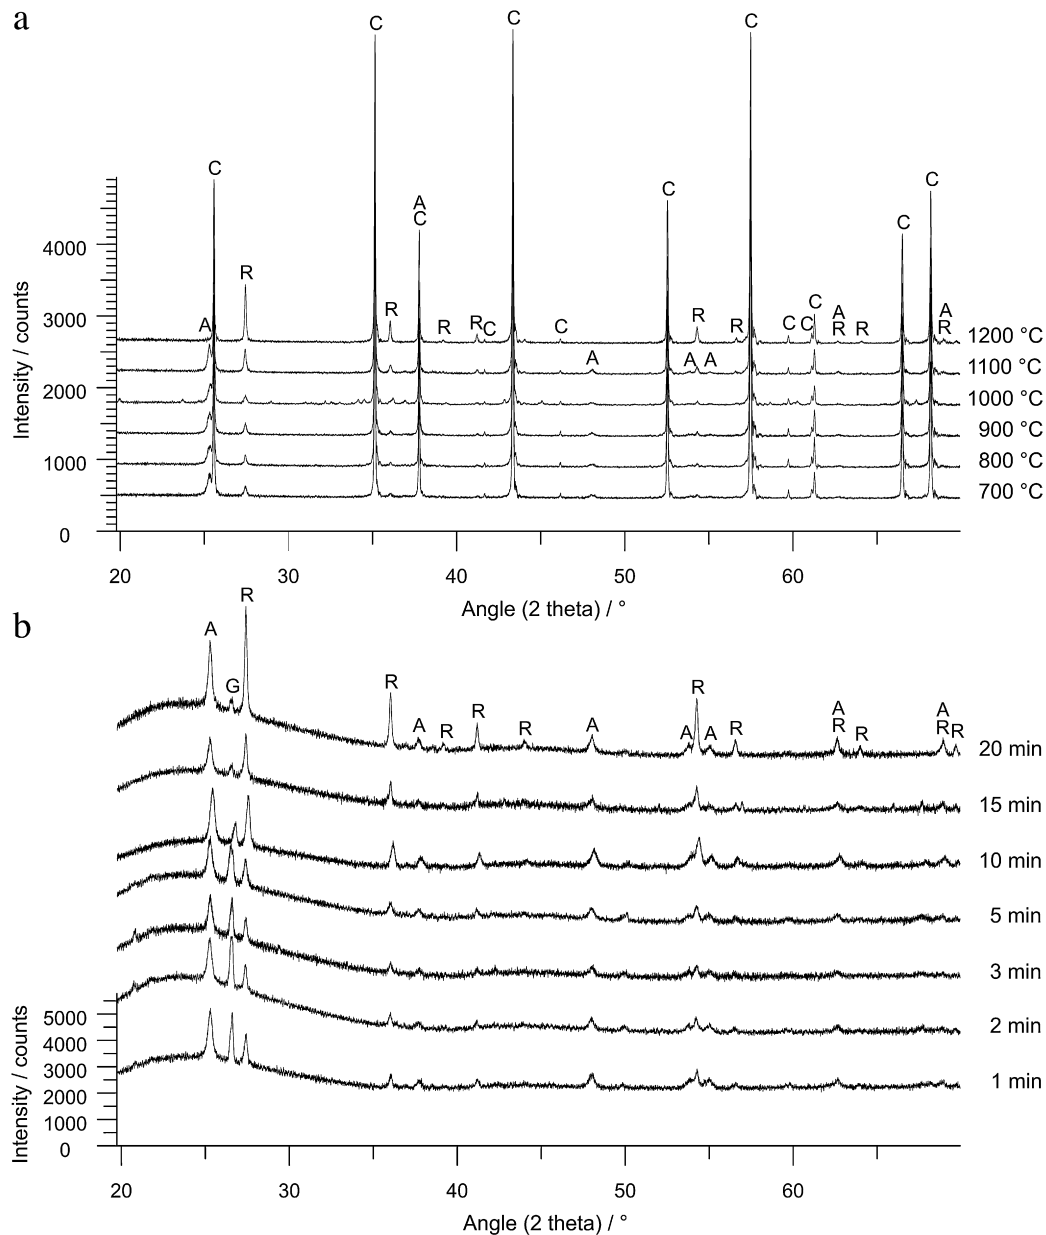 a
C
C
C
C
A
C
C
C
C
C
R
A
R
R
R
C
C
R
R
C
C
C
A
R
R
A
R
A
A
A
4000
3000
2000
1000
0
Intensity / counts
1200 °C
1100 °C
1000 °C
900 °C
800 °C
700 °C
20
30
40
50
60
Angle (2 theta) / °
b
A
G
R
R
A
R
R
R
A
A
R
A
R
A
R
R
A
R
R
20 min
15 min
10 min
5 min
3 min
2 min
1 min
5000
4000
3000
2000
1000
0
Intensity / counts
20
30
40
50
60
Angle (2 theta) / °